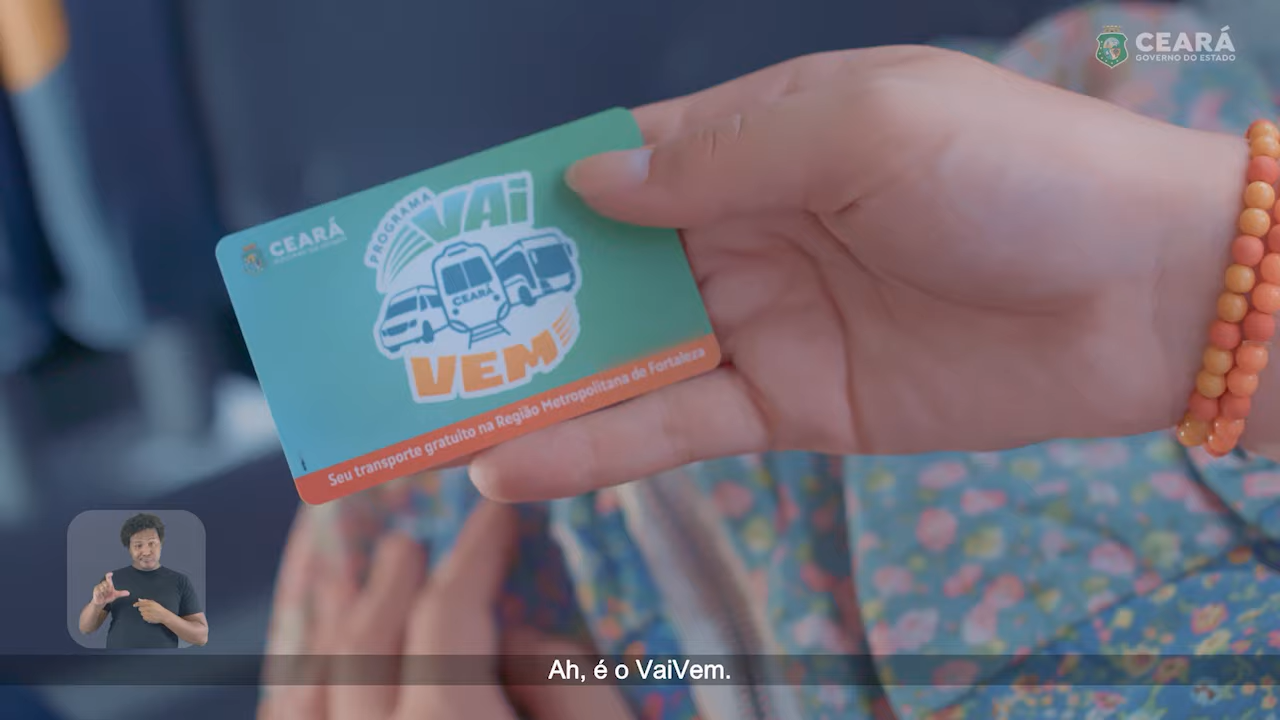 CEARÁ
GOVERNO DO ESTADO
CEARÁ
PROGRAMA
VAI
CEARÁ
VEM
Seu transporte gratuito na Região Metropolitana de Fortaleza
Ah, é o VaiVem.